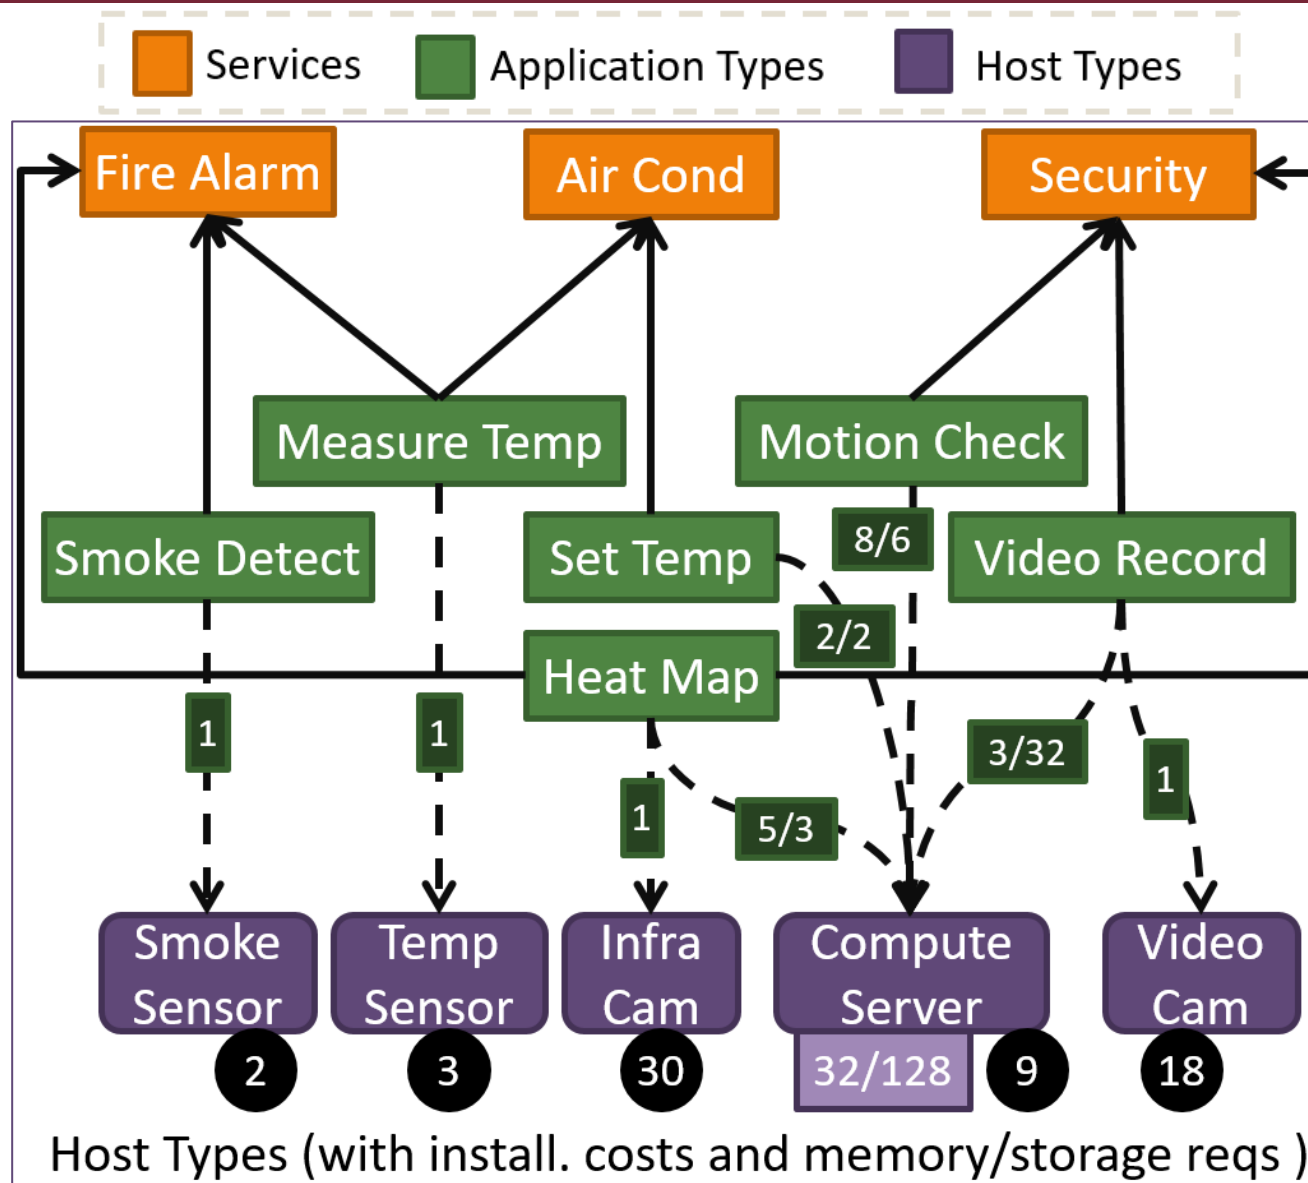 Services
Application Types
Host Types
Fire Alarm
Air Cond
Security
Measure Temp
Motion Check
Smoke Detect
Set Temp
8/6
Video Record
2/2
Heat Map
1
1
1
5/3
3/32
1
Smoke
Sensor
Temp
Sensor
Infra
Cam
Compute
Server
Video
Cam
2
3
30
32/128
9
18
Host Types (with install. costs and memory/storage reqs )